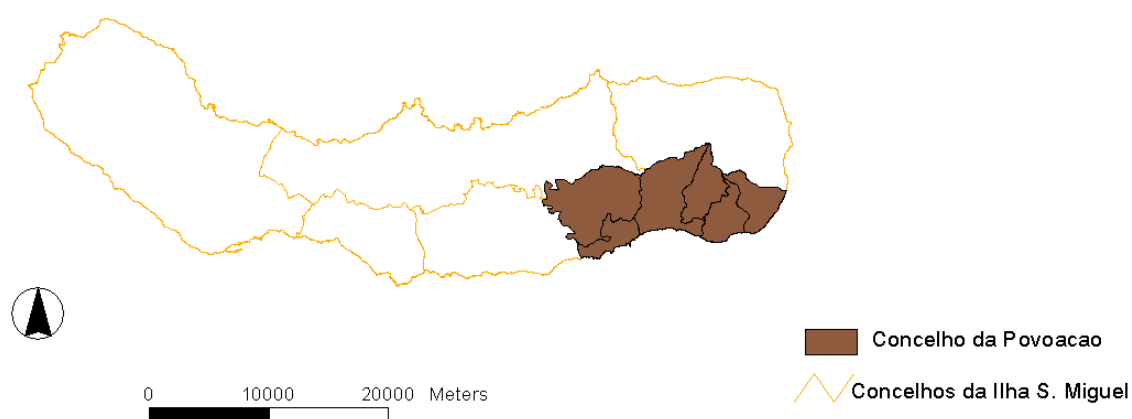 Concelho da Povoacao
Concelhos da Ilha S. Miguel
0 10000 20000 Meters